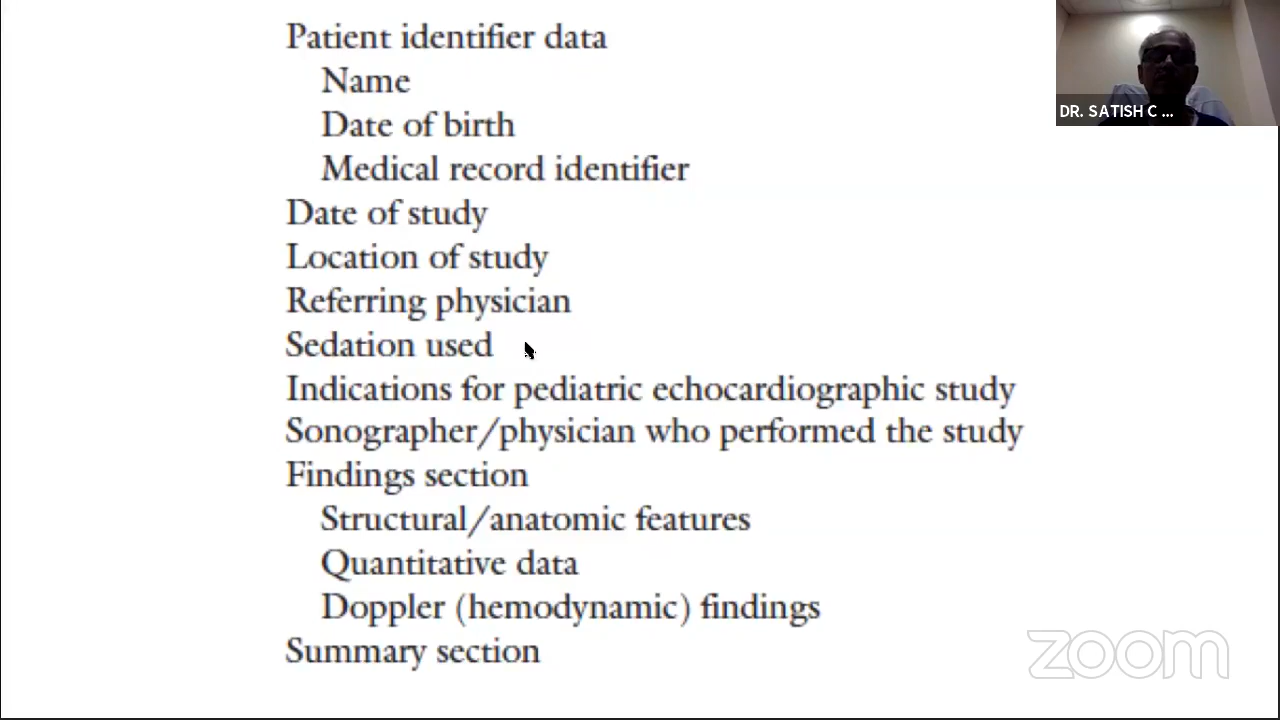 Patient identifier data
Name
Date of birth
Medical record identifier
Date of study
Location of study
Referring physician
Sedation used
Indications for pediatric echocardiographic study
Sonographer/physician who performed the study
Findings section
Structural/anatomic features
Quantitative data
Doppler (hemodynamic) findings
Summary section
DR. SATISH C ...
zoom